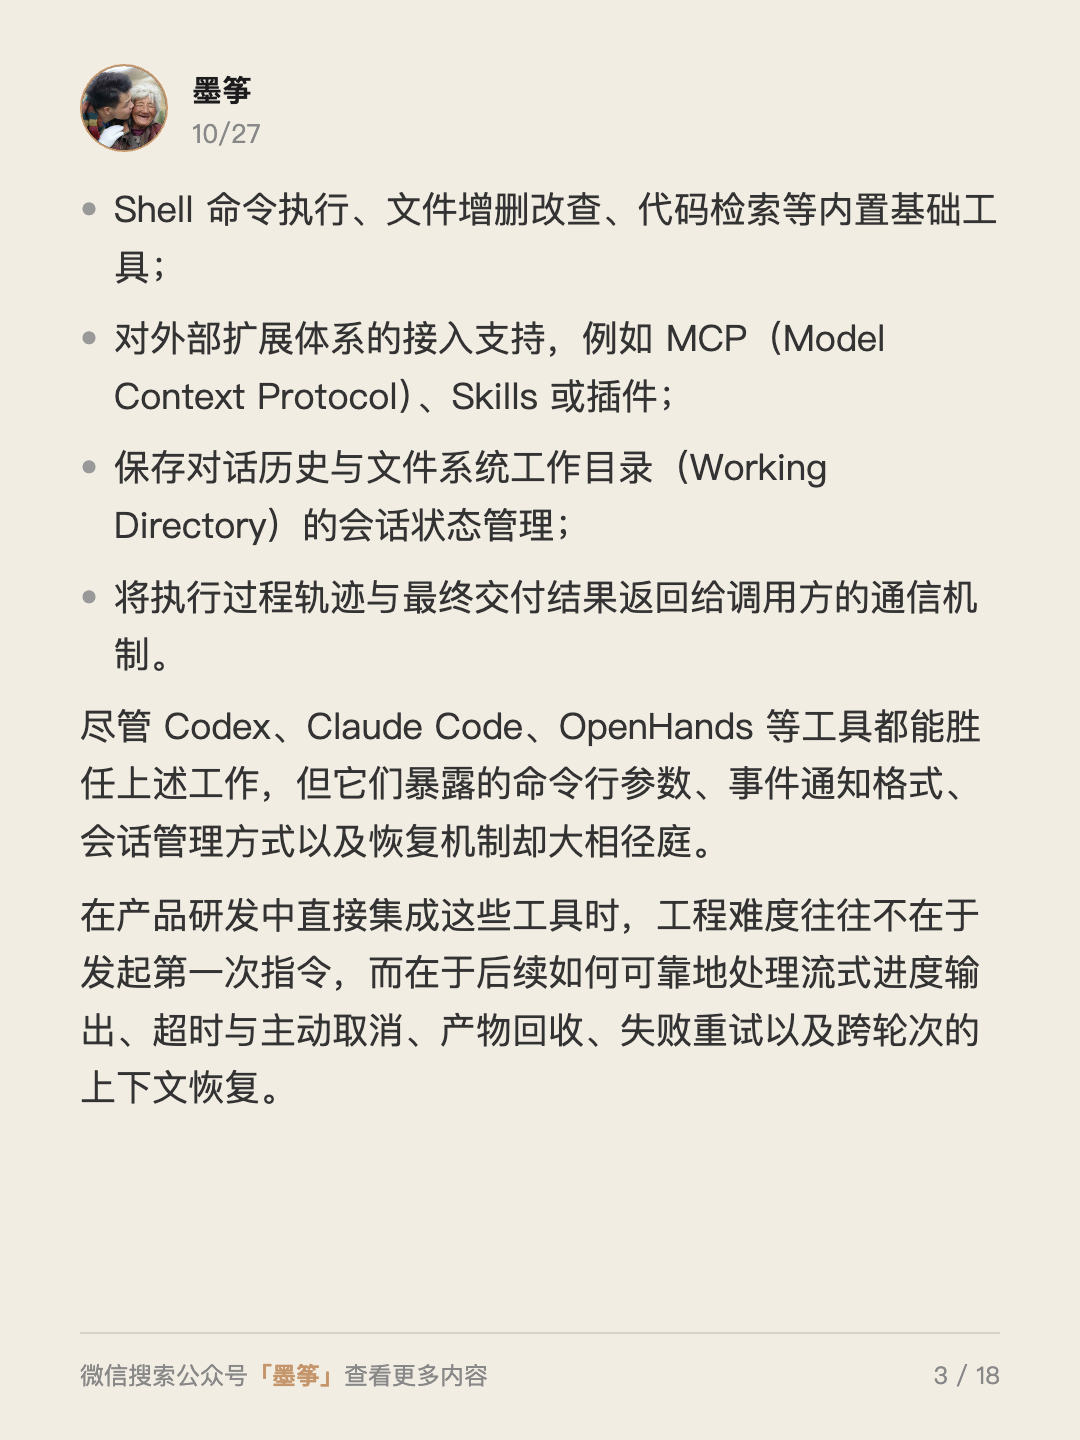 墨筝
10/27
• Shell 命令执行、文件增删改查、代码检索等内置基础工
具；
• 对外部扩展体系的接入支持，例如 MCP（Model
Context Protocol）、Skills 或插件；
• 保存对话历史与文件系统工作目录（Working
Directory）的会话状态管理；
• 将执行过程轨迹与最终交付结果返回给调用方的通信机
制。
尽管 Codex、Claude Code、OpenHands 等工具都能胜
任上述工作，但它们暴露的命令行参数、事件通知格式、
会话管理方式以及恢复机制却大相径庭。
在产品研发中直接集成这些工具时，工程难度往往不在于
发起第一次指令，而在于后续如何可靠地处理流式进度输
出、超时与主动取消、产物回收、失败重试以及跨轮次的
上下文恢复。
微信搜索公众号「墨筝」查看更多内容
3 / 18